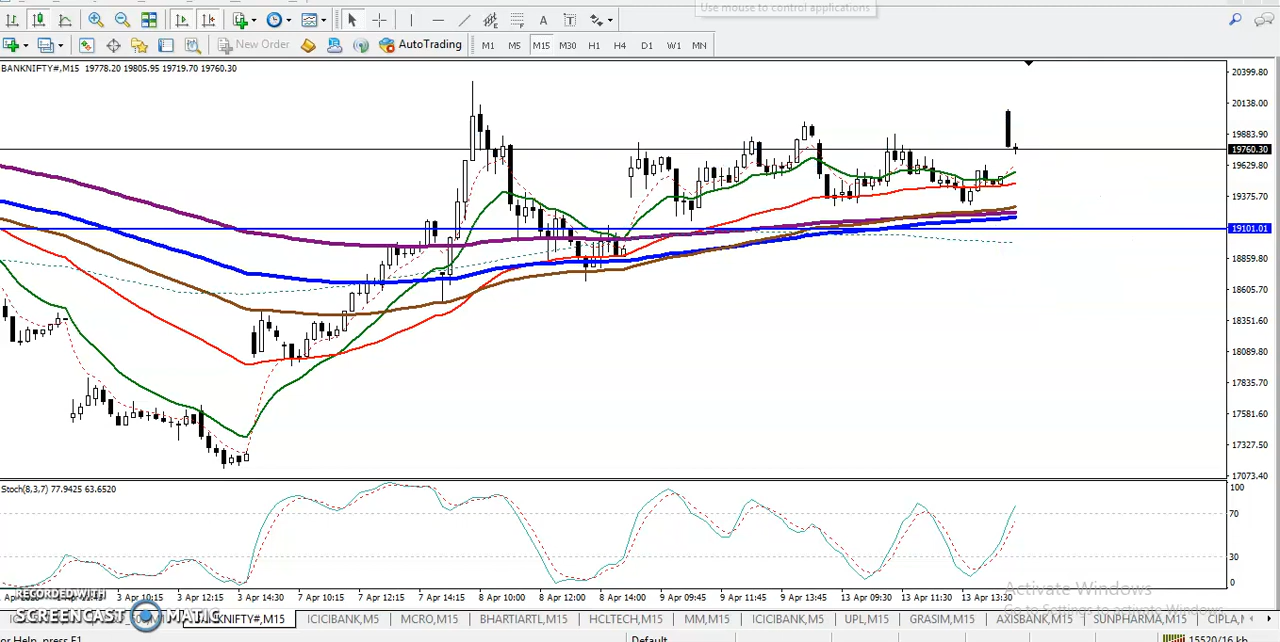 Use mouse to control applications
New Order AutoTrading M1 M5 M15 M30 H1 H4 D1 W1 MN
BANKNIFTY#,M15 19778.20 19805.95 19719.70 19760.30
20399.80
20138.00
19883.90
19760.30
19629.80
19375.70
19101.01
18859.80
18605.70
18351.60
18089.80
17835.70
17581.60
17327.50
17073.40
Stoch(8,3,7) 77.9425 63.6520
100
70
30
0
3 Apr 10:15 3 Apr 12:15 3 Apr 14:30 7 Apr 10:15 7 Apr 12:15 7 Apr 14:15 8 Apr 10:00 8 Apr 12:00 8 Apr 14:00 9 Apr 09:45 9 Apr 11:45 9 Apr 13:45 13 Apr 09:30 13 Apr 11:30 13 Apr 13:30
Activate Windows
Go to Settings to activate Windows.
RECORDED WITH
SCREENCAST MATIC
BANKNIFTY#,M15 ICICIBANK,M5 MCRO,M15 BHARTIARTL,M15 HCLTECH,M15 MM,M15 ICICIBANK,M15 UPL,M15 GRASIM,M15 AXISBANK,M15 SUNPHARMA,M15 CIPLA,
For Help, press F1 Default 15520/16 kb